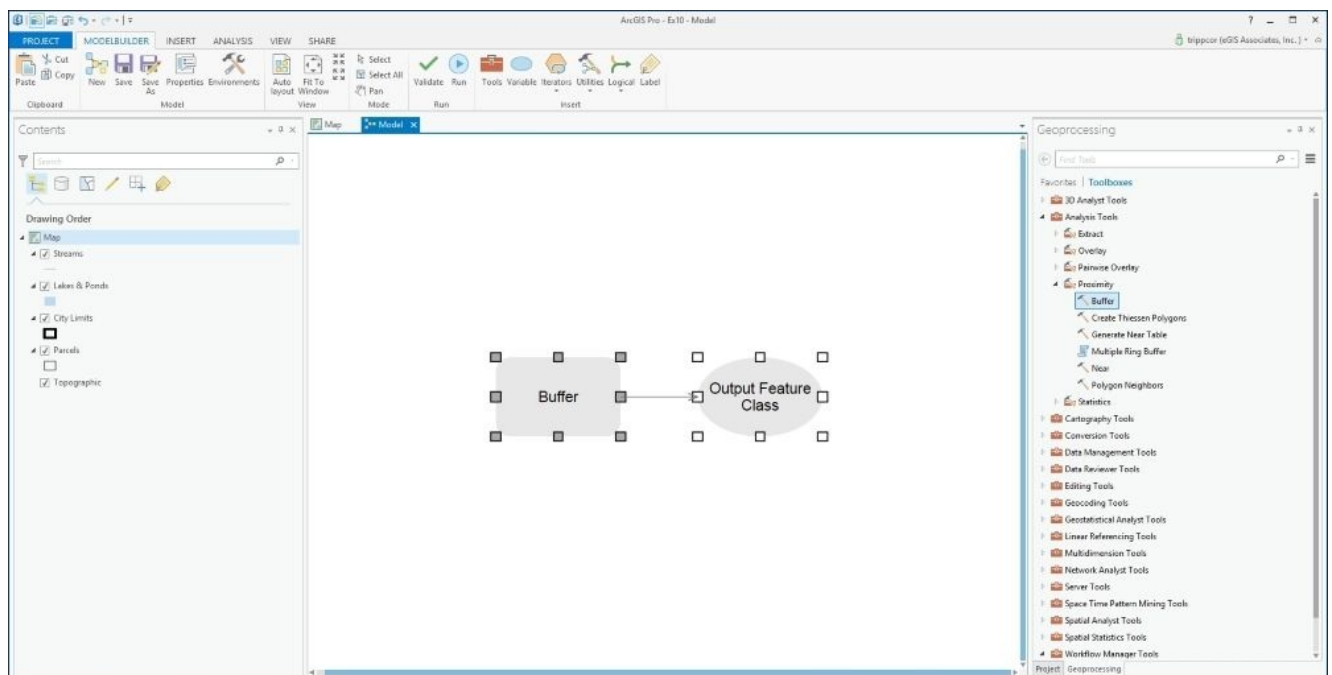 ArcGIS Pro - Ex10 - Model
PROJECT MODELBUILDER INSERT ANALYSIS VIEW SHARE
trippcor (eGIS Associates, Inc.)
Paste Cut Copy
New Save Save As Properties Environments
Auto layout Fit To Window
Select
Select All
Pan
Validate Run
Tools Variable Iterators Utilities Logical Label
Clipboard Model View Mode Run Insert
Contents
Search
Drawing Order
Map
Streams
Lakes & Ponds
City Limits
Parcels
Topographic
Map Model
Buffer
Output Feature
Class
Geoprocessing
Find Tools
Favorites Toolboxes
3D Analyst Tools
Analysis Tools
Extract
Overlay
Pairwise Overlay
Proximity
Buffer
Create Thiessen Polygons
Generate Near Table
Multiple Ring Buffer
Near
Polygon Neighbors
Statistics
Cartography Tools
Conversion Tools
Data Management Tools
Data Reviewer Tools
Editing Tools
Geocoding Tools
Geostatistical Analyst Tools
Linear Referencing Tools
Multidimension Tools
Network Analyst Tools
Server Tools
Space Time Pattern Mining Tools
Spatial Analyst Tools
Spatial Statistics Tools
Workflow Manager Tools
Project Geoprocessing